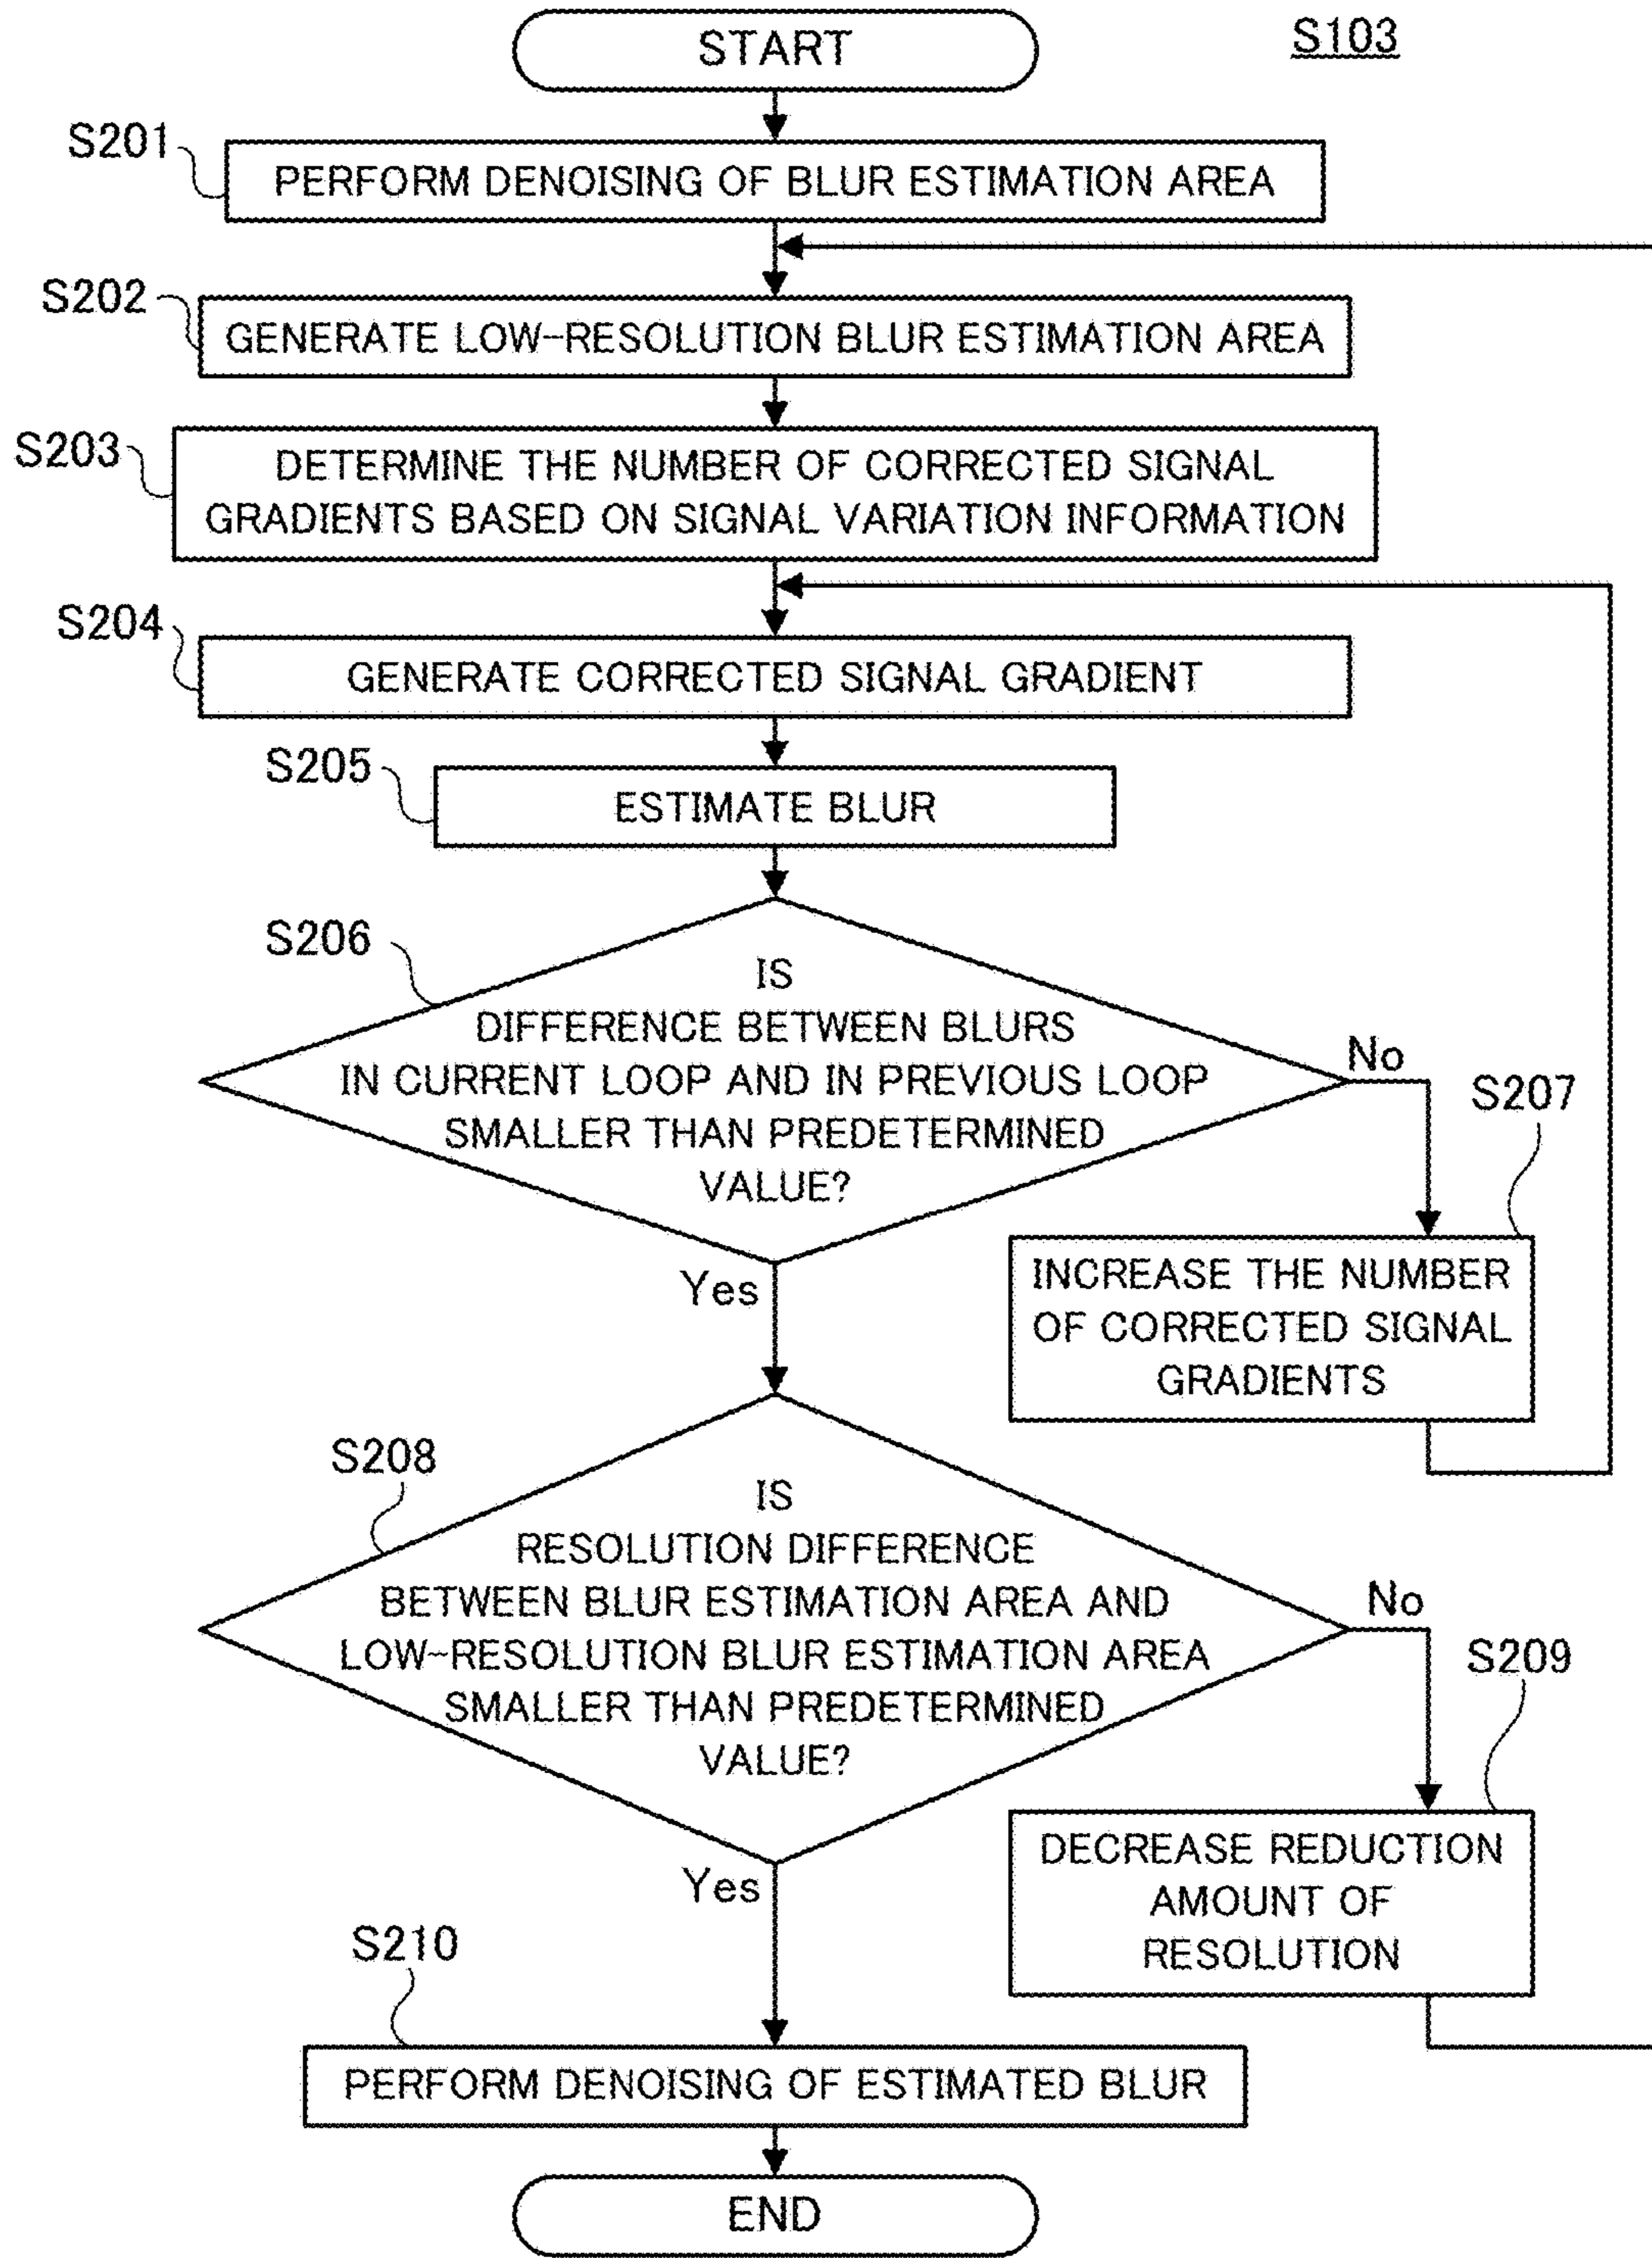 START
S103
S201
PERFORM DENOISING OF BLUR ESTIMATION AREA
S202
GENERATE LOW-RESOLUTION BLUR ESTIMATION AREA
S203
DETERMINE THE NUMBER OF CORRECTED SIGNAL
GRADIENTS BASED ON SIGNAL VARIATION INFORMATION
S204
GENERATE CORRECTED SIGNAL GRADIENT
S205
ESTIMATE BLUR
S206
IS
DIFFERENCE BETWEEN BLURS
IN CURRENT LOOP AND IN PREVIOUS LOOP
SMALLER THAN PREDETERMINED
VALUE?
No
S207
INCREASE THE NUMBER
OF CORRECTED SIGNAL
GRADIENTS
Yes
S208
IS
RESOLUTION DIFFERENCE
BETWEEN BLUR ESTIMATION AREA AND
LOW-RESOLUTION BLUR ESTIMATION AREA
SMALLER THAN PREDETERMINED
VALUE?
No
S209
DECREASE REDUCTION
AMOUNT OF
RESOLUTION
Yes
S210
PERFORM DENOISING OF ESTIMATED BLUR
END